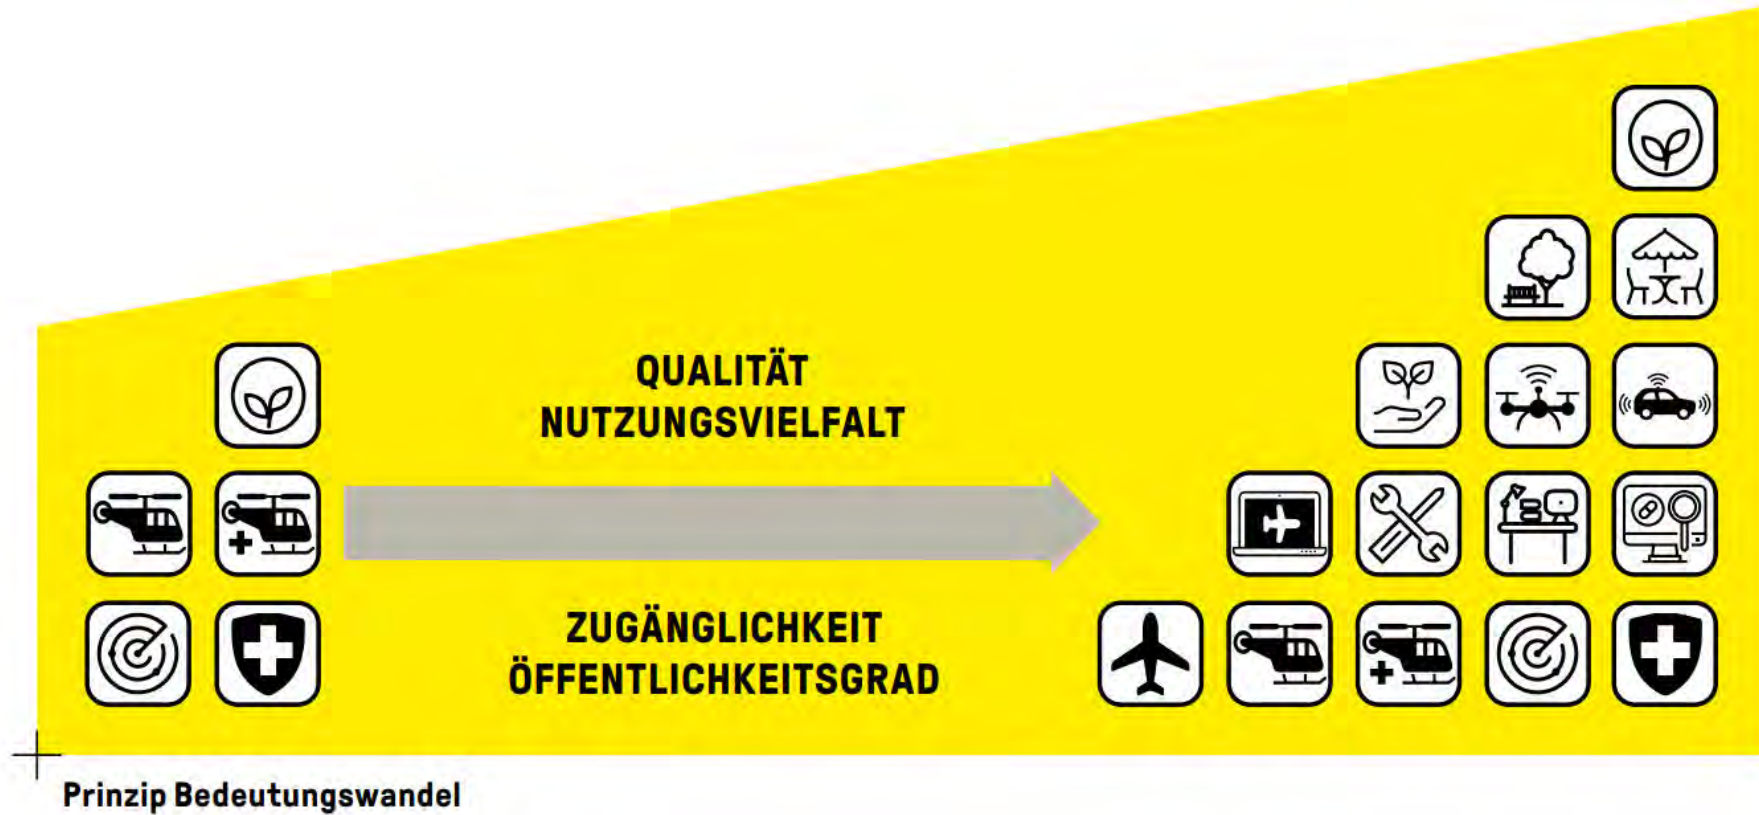 QUALITÄT
NUTZUNGSVIELFALT
ZUGÄNGLICHKEIT
ÖFFENTLICHKEITSGRAD
Prinzip Bedeutungswandel